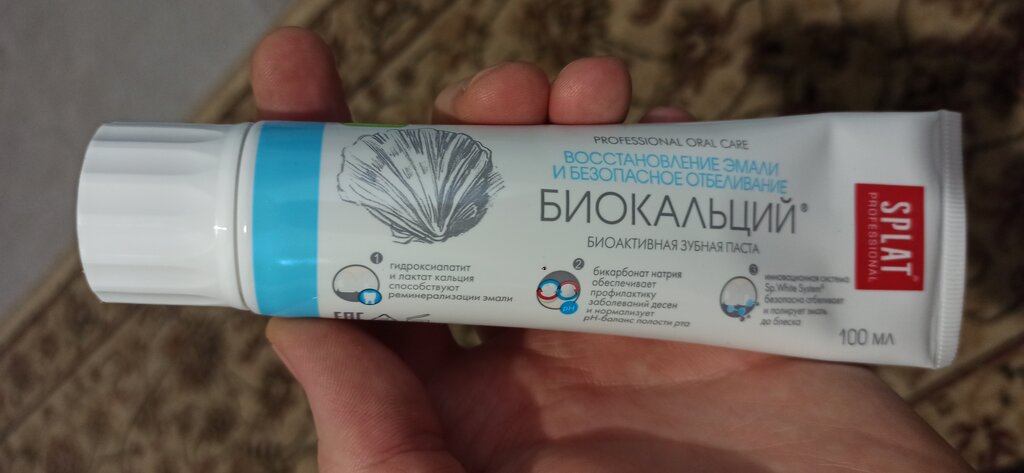 PROFESSIONAL ORAL CARE
ВОССТАНОВЛЕНИЕ ЭМАЛИ
И БЕЗОПАСНОЕ ОТБЕЛИВАНИЕ
БИОКАЛЬЦИЙ®
БИОАКТИВНАЯ ЗУБНАЯ ПАСТА
1
гидроксиапатит
и лактат кальция
способствуют
реминерализации эмали
2
бикарбонат натрия
обеспечивает
профилактику
заболеваний десен
и нормализует
pH-баланс полости рта
pH
3
инновационная система
Sp.White System®
безопасно отбеливает
и полирует эмаль
до блеска
100 МЛ
SPLAT
PROFESSIONAL